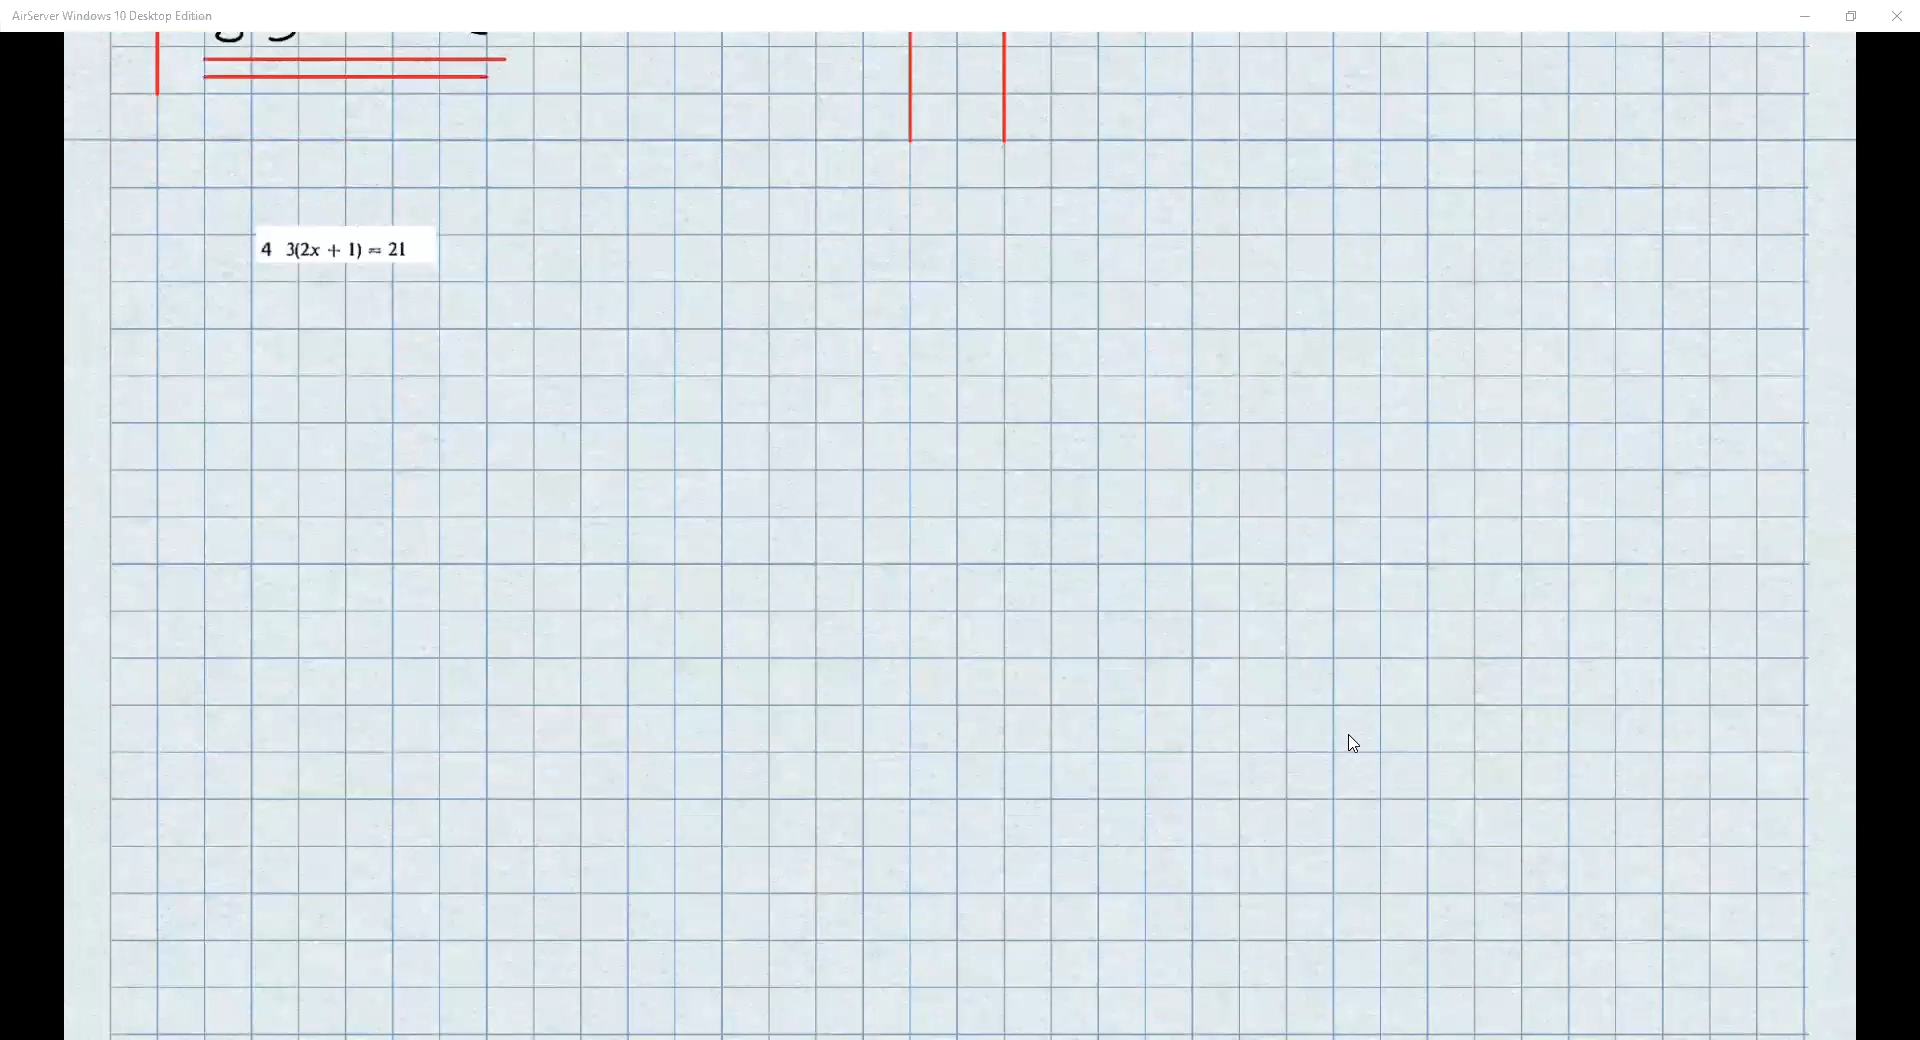 AirServer Windows 10 Desktop Edition
4 3(2x + 1) = 21